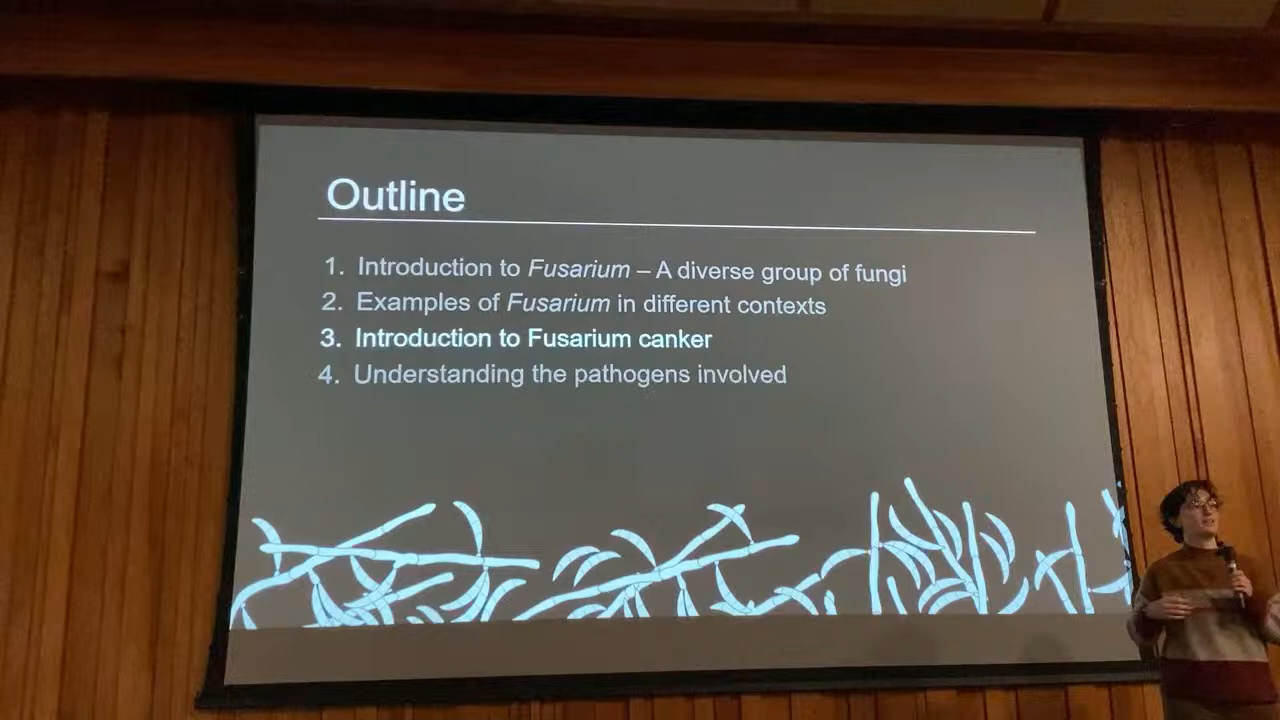 Outline
1. Introduction to Fusarium – A diverse group of fungi
2. Examples of Fusarium in different contexts
3. Introduction to Fusarium canker
4. Understanding the pathogens involved